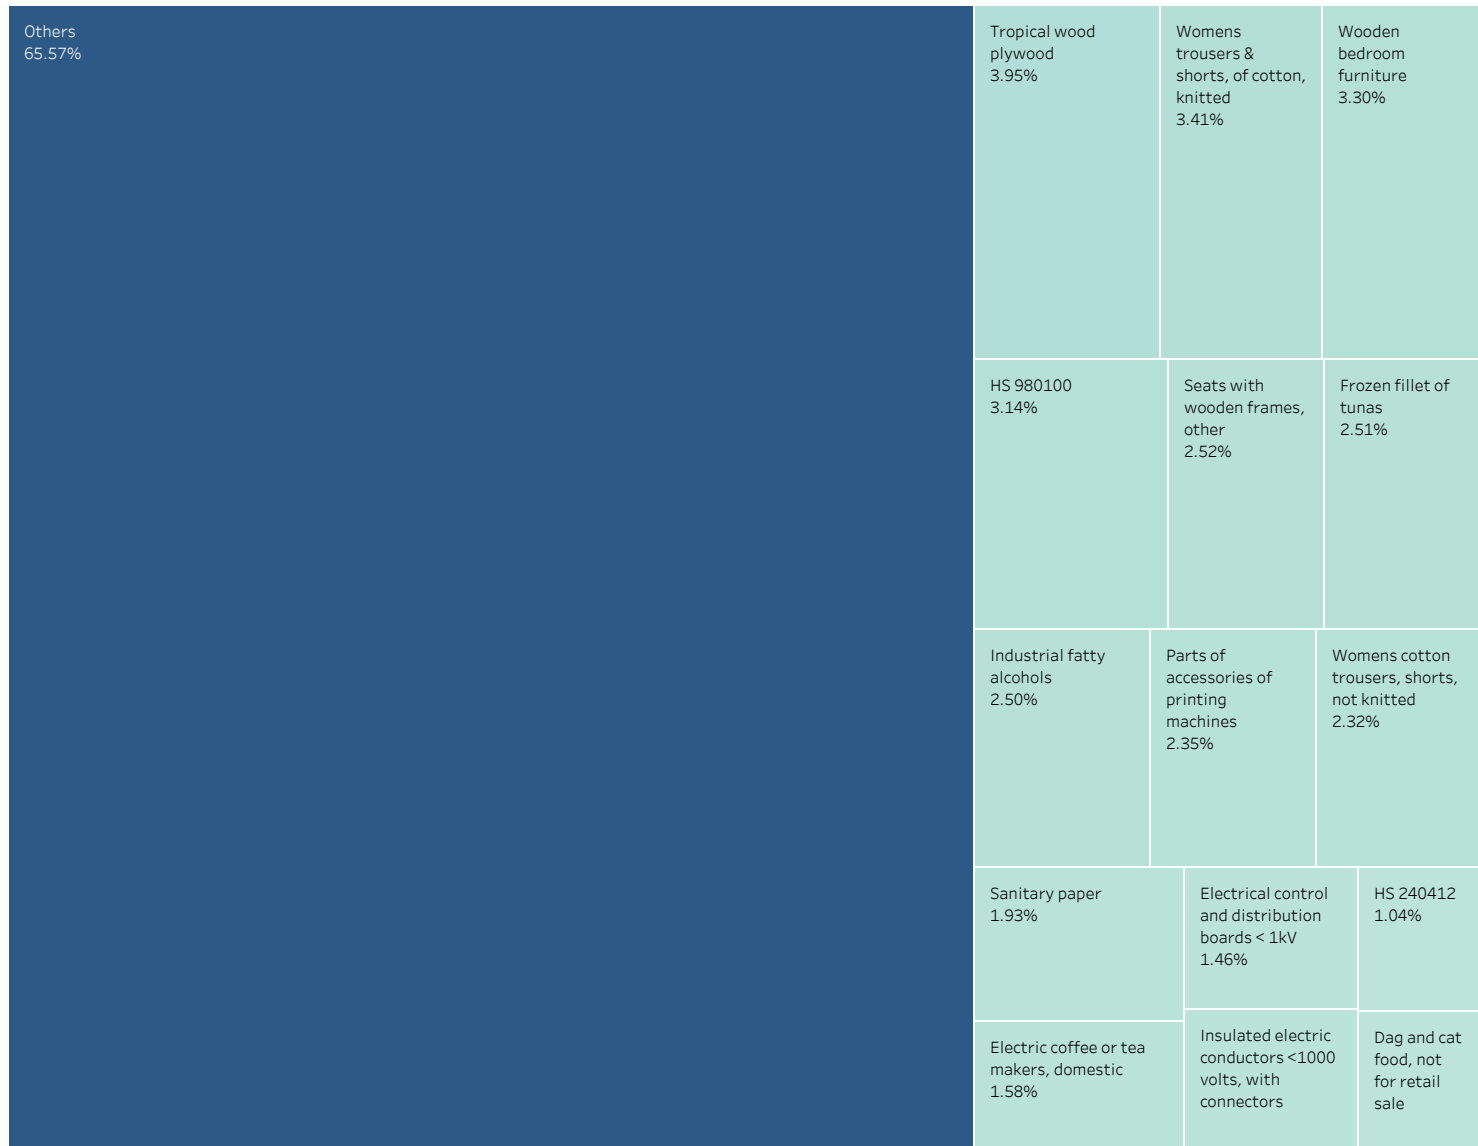 Others
65.57%
Tropical wood
plywood
3.95%
Womens
trousers &
shorts, of cotton,
knitted
3.41%
Wooden
bedroom
furniture
3.30%
HS 980100
3.14%
Seats with
wooden frames,
other
2.52%
Frozen fillet of
tunas
2.51%
Industrial fatty
alcohols
2.50%
Parts of
accessories of
printing
machines
2.35%
Womens cotton
trousers, shorts,
not knitted
2.32%
Sanitary paper
1.93%
Electrical control
and distribution
boards < 1kV
1.46%
HS 240412
1.04%
Electric coffee or tea
makers, domestic
1.58%
Insulated electric
conductors <1000
volts, with
connectors
Dag and cat
food, not
for retail
sale